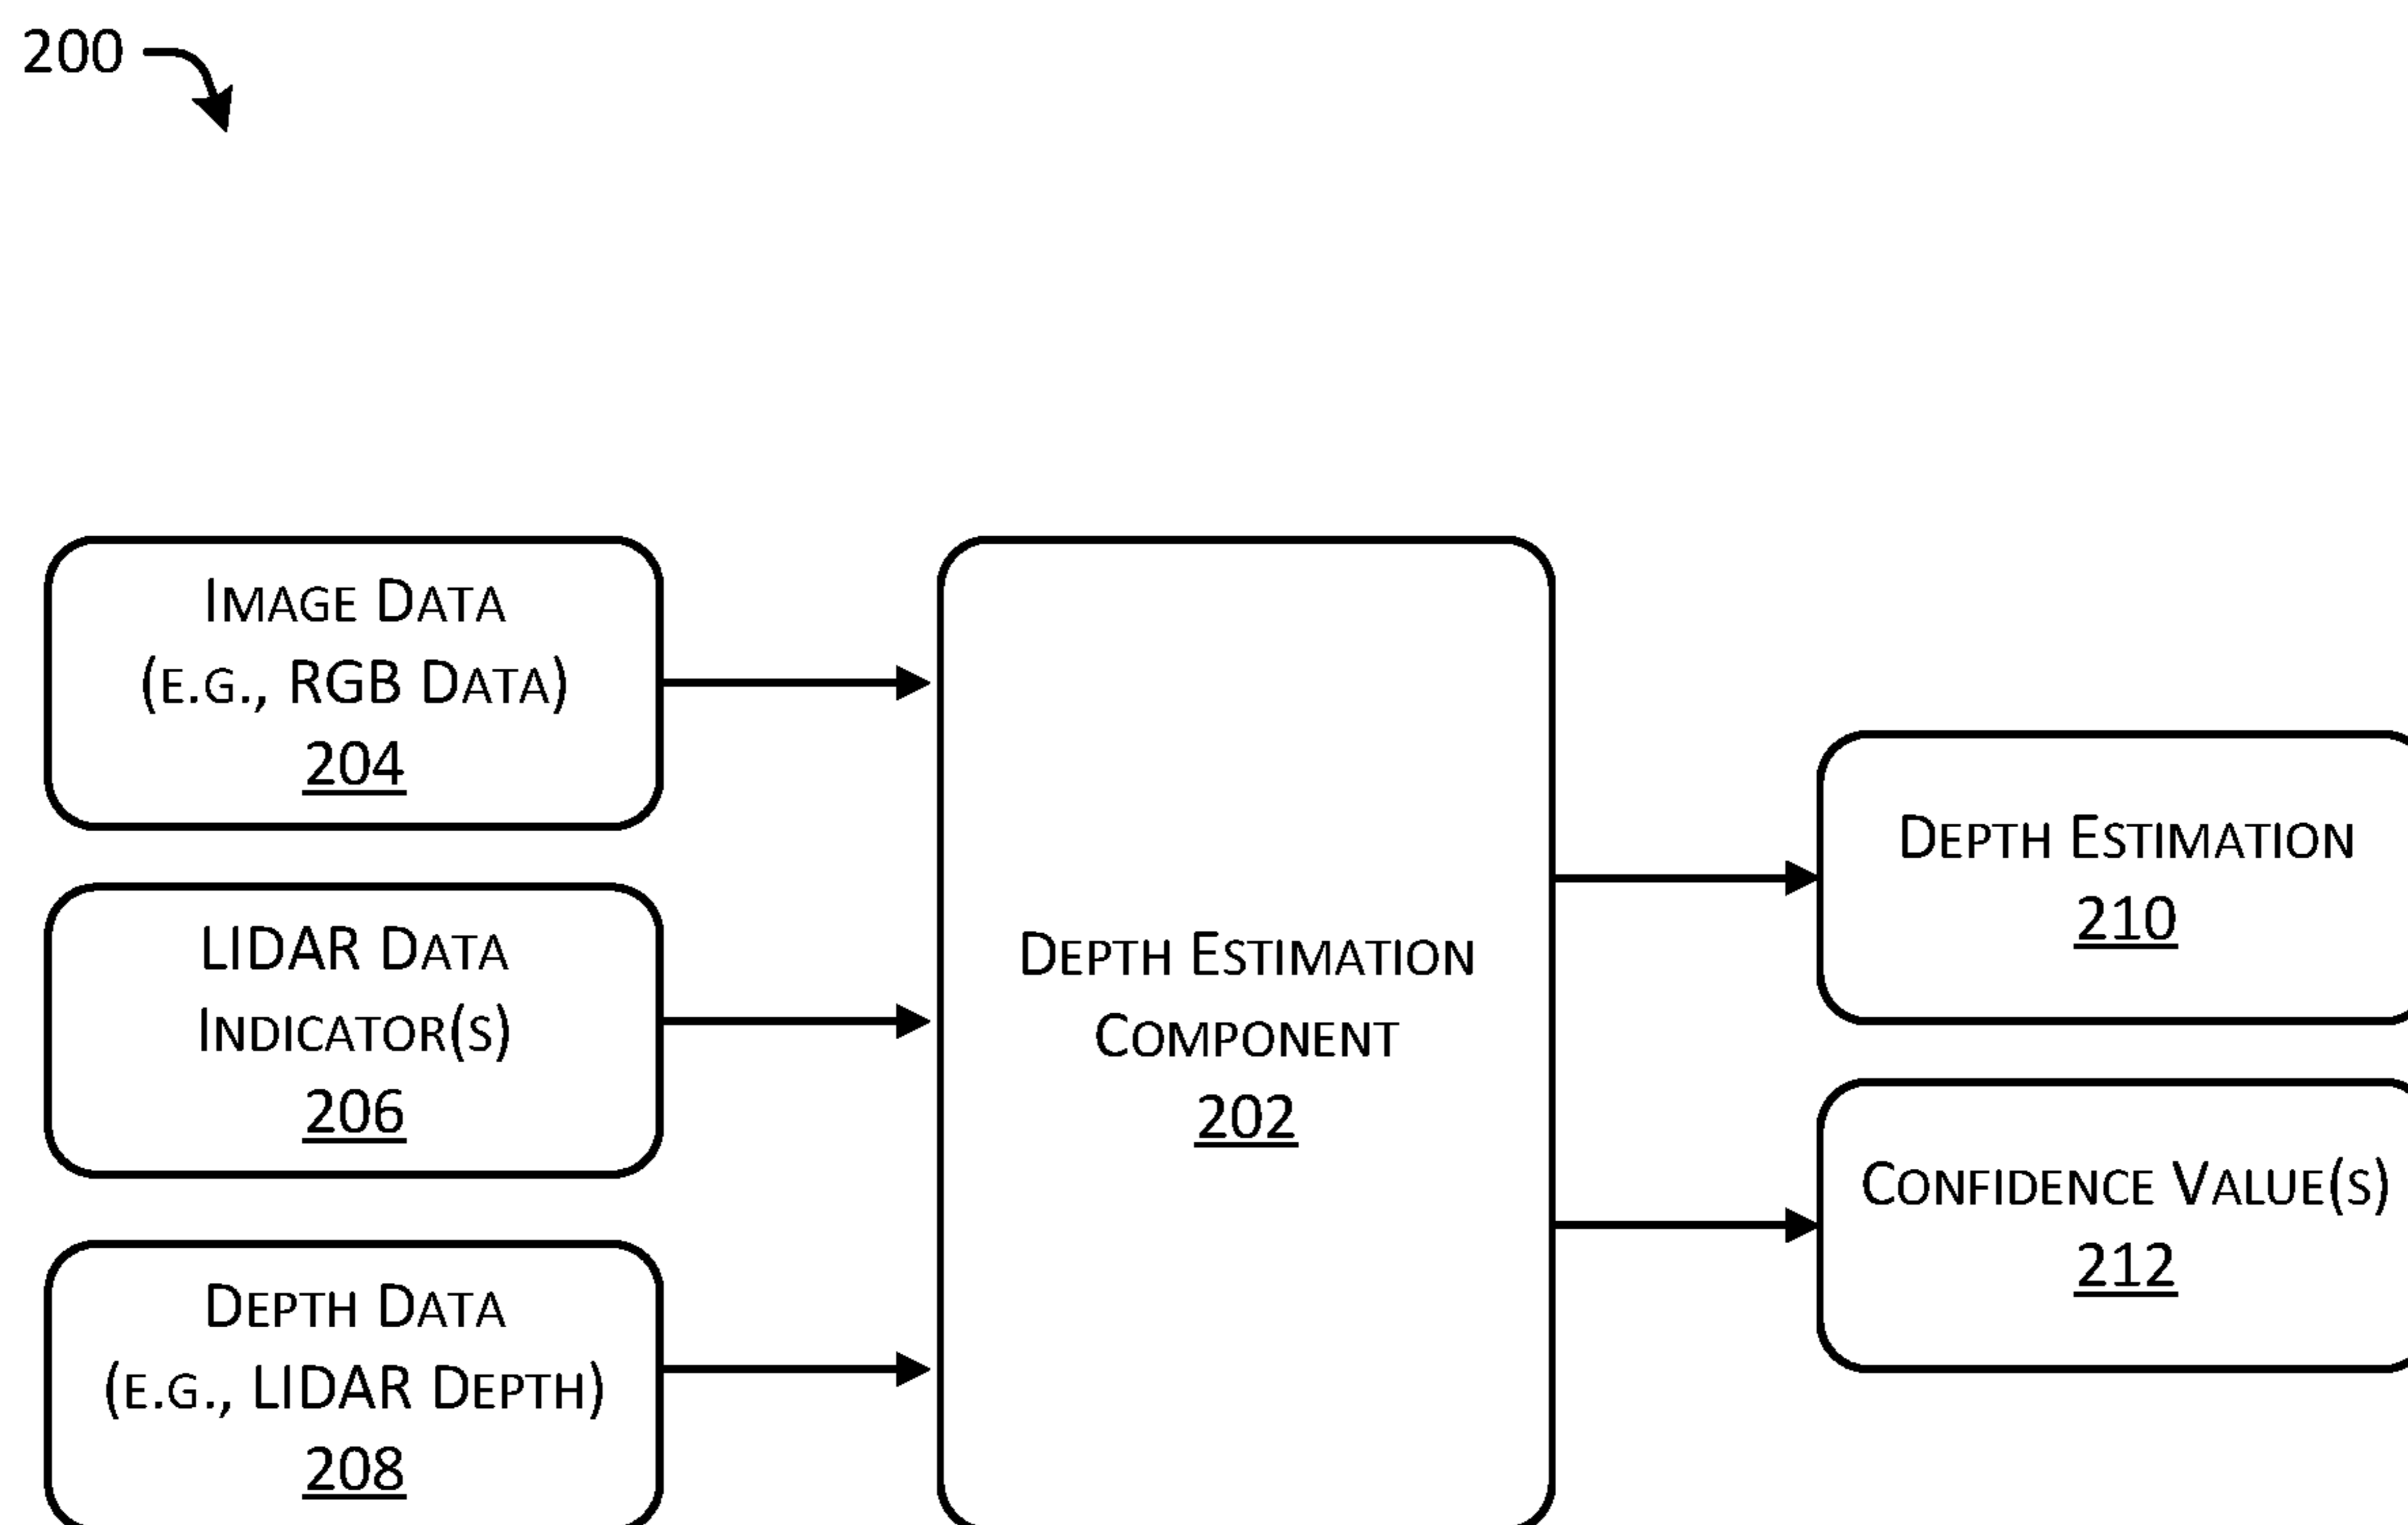 200
Image Data
(e.g., RGB Data)
204
LIDAR Data
Indicator(s)
206
Depth Data
(e.g., LIDAR Depth)
208
Depth Estimation
Component
202
Depth Estimation
210
Confidence Value(s)
212